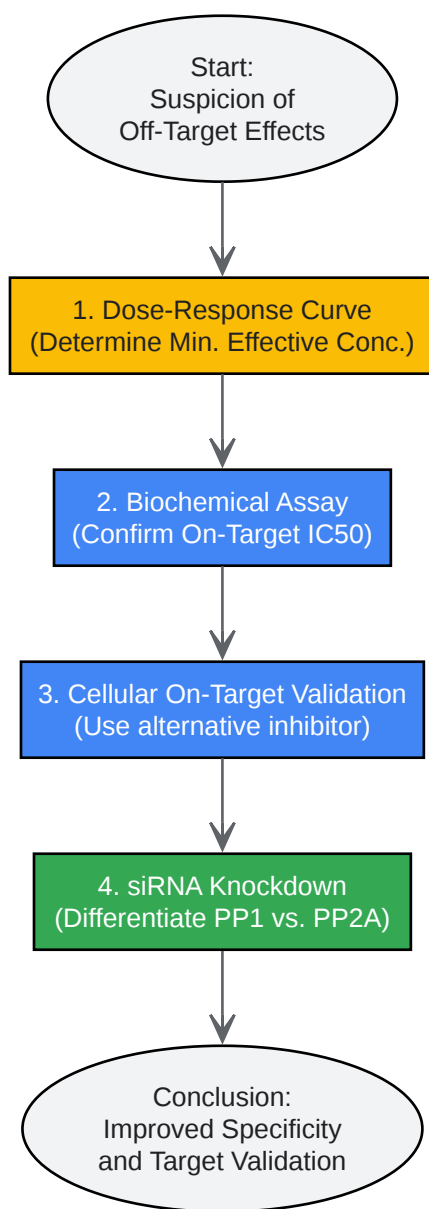 Start:
Suspicion of
Off-Target Effects
1. Dose-Response Curve
(Determine Min. Effective Conc.)
2. Biochemical Assay
(Confirm On-Target IC50)
3. Cellular On-Target Validation
(Use alternative inhibitor)
4. siRNA Knockdown
(Differentiate PP1 vs. PP2A)
Conclusion:
Improved Specificity
and Target Validation